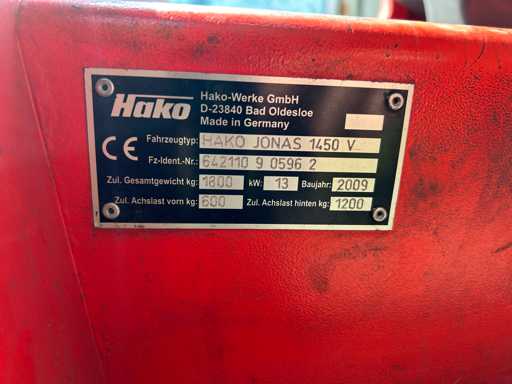 Hako
Hako-Werke GmbH
D-23840 Bad Oldesloe
Made in Germany
CE
Fahrzeugtyp: HAKO JONAS 1450 V
Fz-Ident.-Nr.: 642110 9 0596 2
Zul. Gesamtgewicht kg: 1800 kW: 13 Baujahr: 2009
Zul. Achslast vorn kg: 600 Zul. Achslast hinten kg: 1200